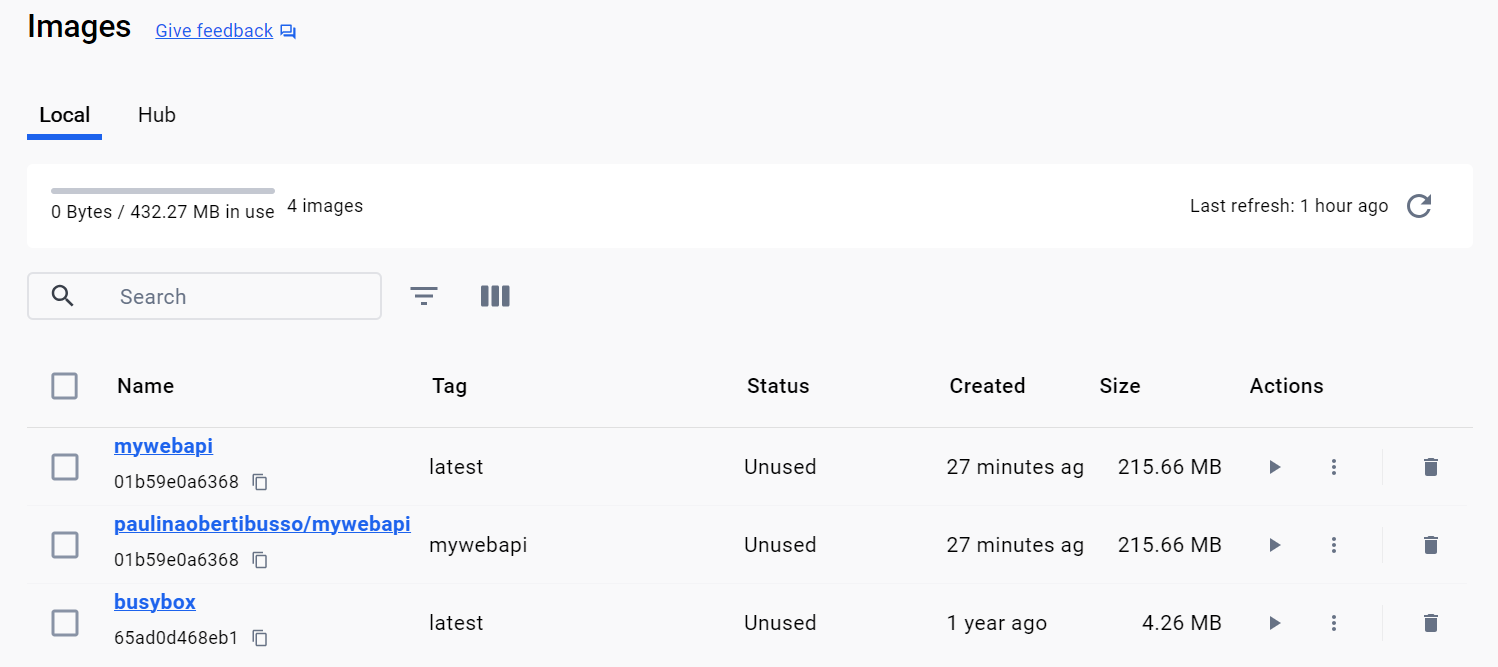 Images Give feedback
Local Hub
0 Bytes / 432.27 MB in use 4 images Last refresh: 1 hour ago
Search
Name Tag Status Created Size Actions
mywebapi
01b59e0a6368
latest Unused 27 minutes ag 215.66 MB
paulinaobertibusso/mywebapi
01b59e0a6368
mywebapi Unused 27 minutes ag 215.66 MB
busybox
65ad0d468eb1
latest Unused 1 year ago 4.26 MB